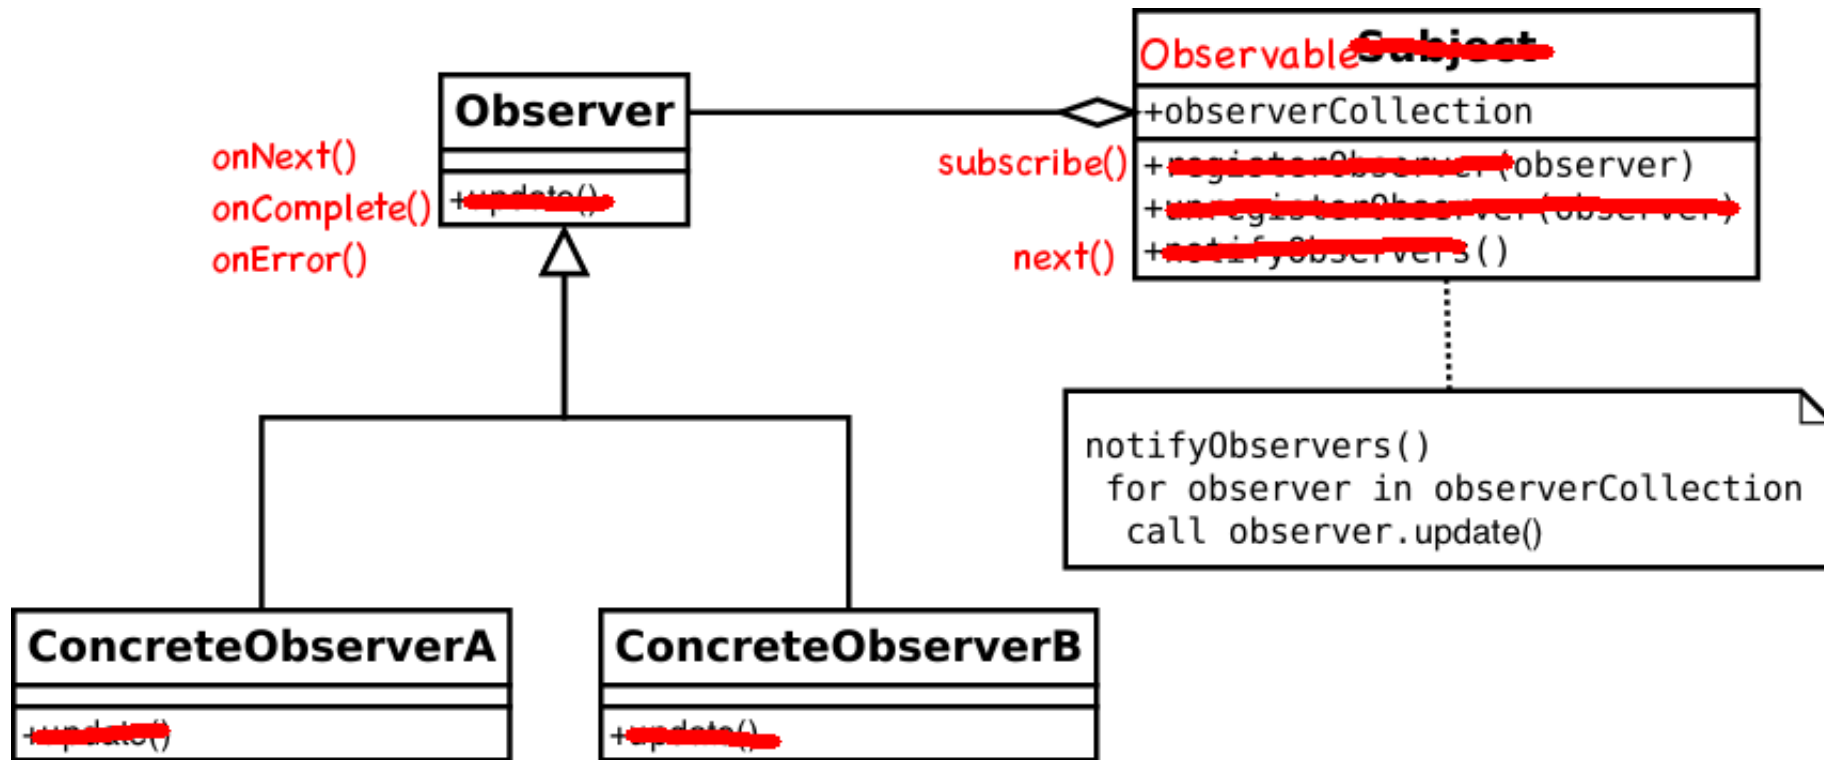 Observable Subject
Observer
+observerCollection
onNext()
subscribe()
+registerObserver(observer)
onComplete()
+update()
+unregisterObserver(observer)
onError()
next()
+notifyObservers()
notifyObservers()
for observer in observerCollection
call observer.update()
ConcreteObserverA
ConcreteObserverB
+update()
+update()